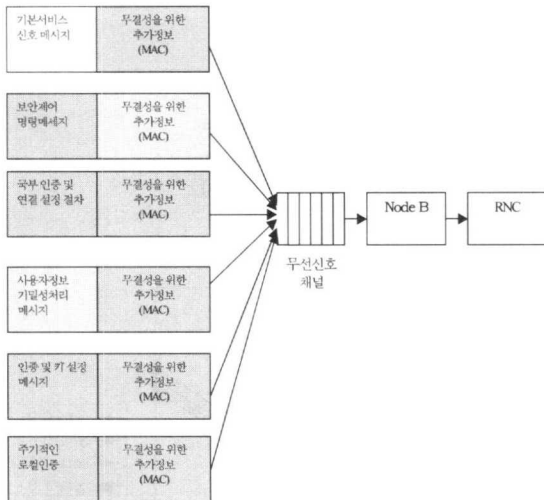 기본서비스
신호 메시지
무결성을 위한
추가정보
(MAC)
보안제어
명령메세지
무결성을 위한
추가정보
(MAC)
국부 인증 및
연결 설정 절차
무결성을 위한
추가정보
(MAC)
무선신호
채널
Node B
RNC
사용자정보
기밀성처리
메시지
무결성을 위한
추가정보
(MAC)
인증 및 키 설정
메시지
무결성을 위한
추가정보
(MAC)
주기적인
로컬인증
무결성을 위한
추가정보
(MAC)